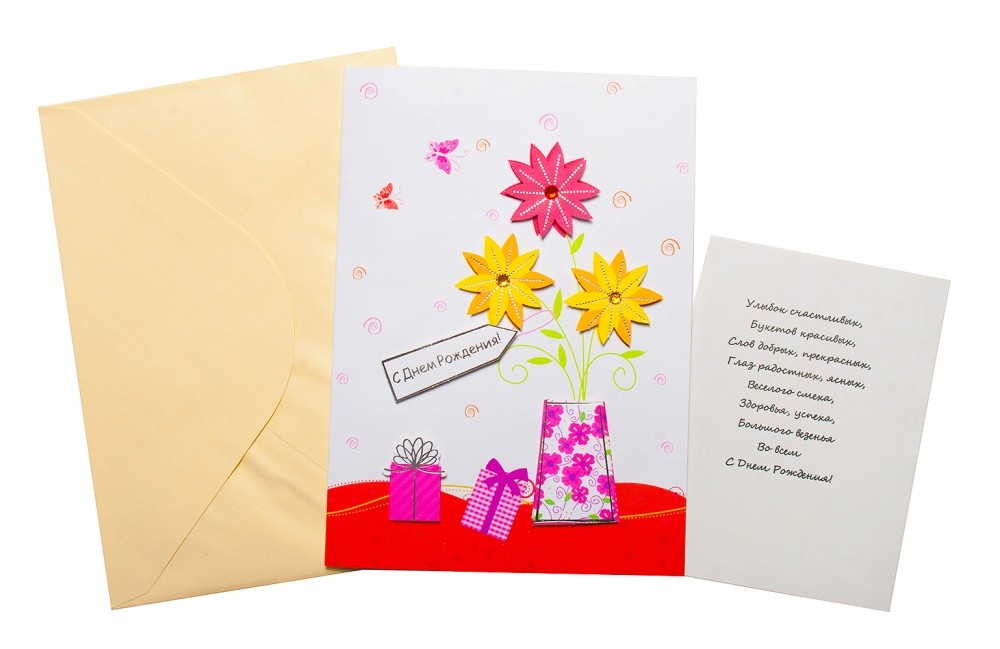 С Днем Рождения!
Улыбок счастливых,
Букетов красивых,
Слов добрых, прекрасных,
Глаз радостных, ясных,
Веселого смеха,
Здоровья, успеха,
Большого везенья
Во всем
С Днем Рождения!